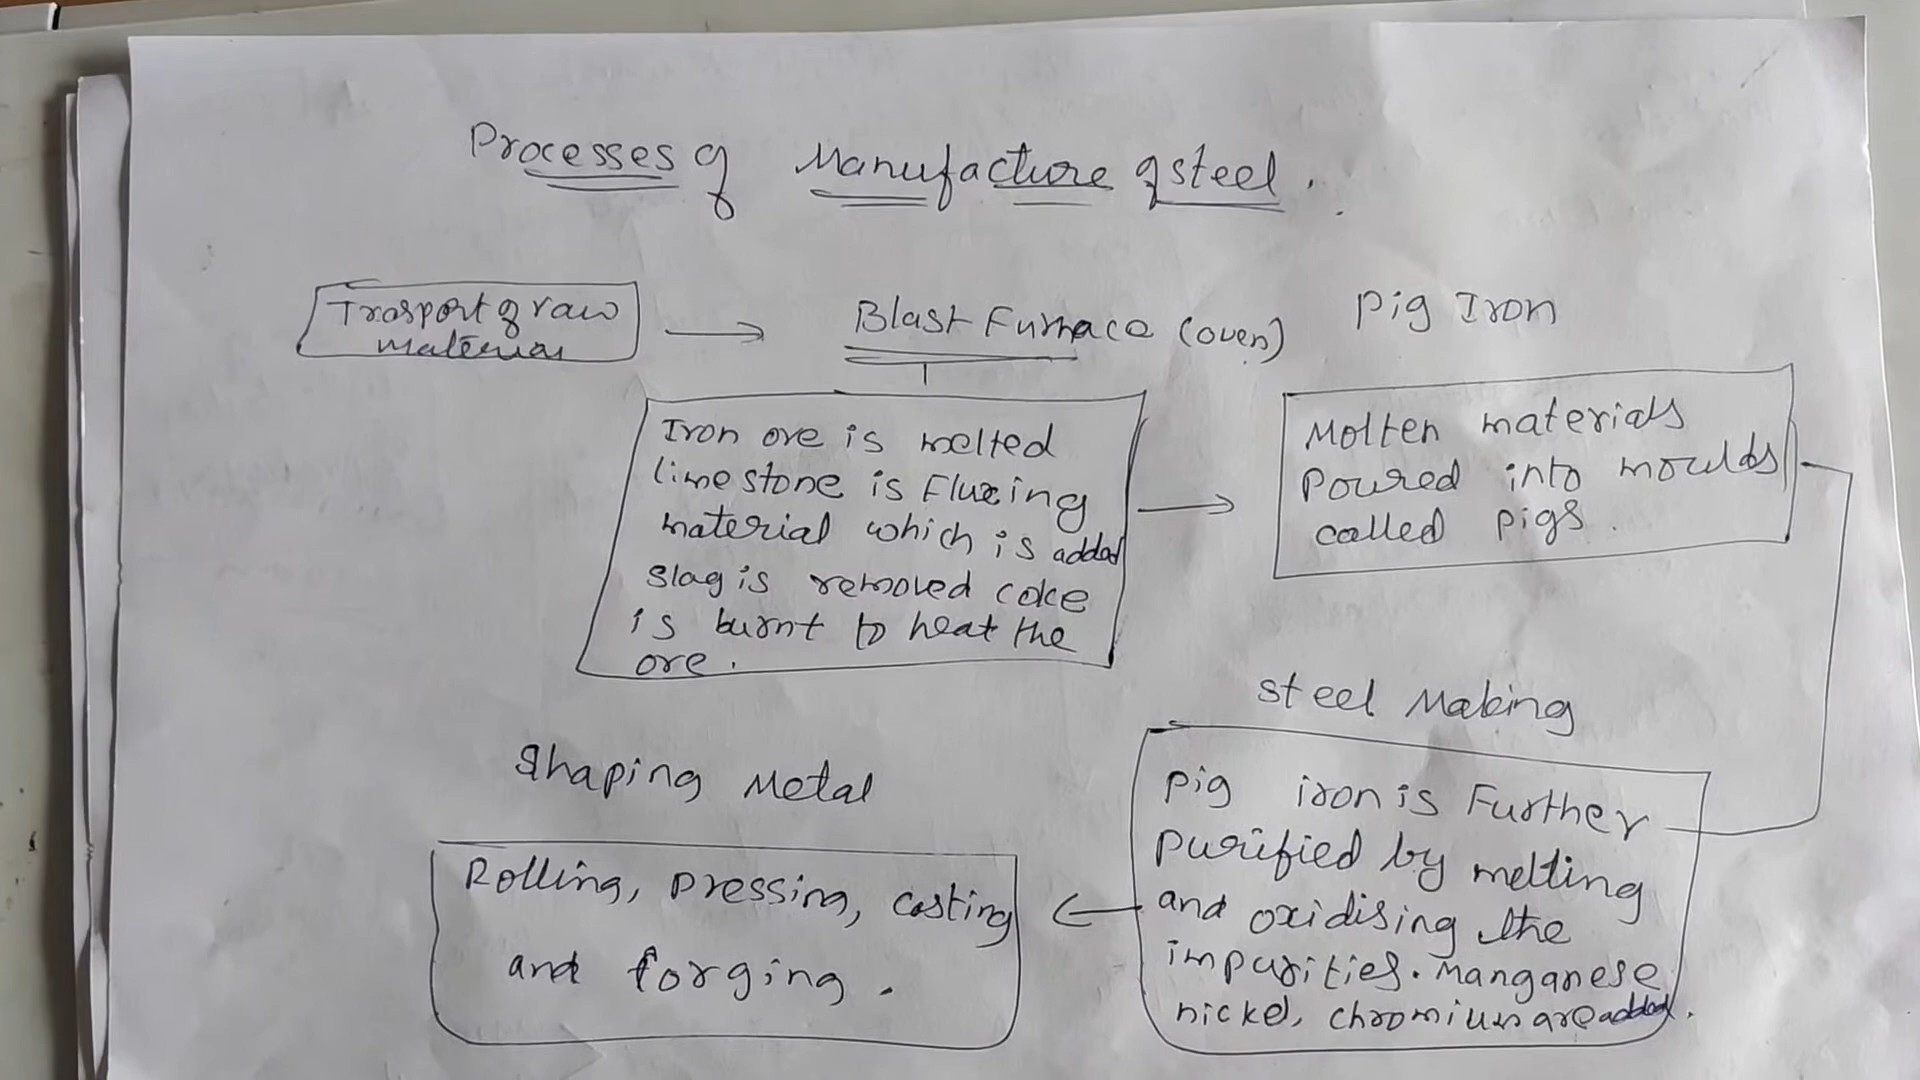 Processes of Manufacture of steel.
Trasport of raw
material
Blast Furnace (oven)
Iron ore is melted
limestone is Fluxing
material which is added
slag is removed coke
is burnt to heat the
ore.
Pig Iron
Molten materials
Poured into moulds
called pigs.
Steel Making
Pig iron is Further
purified by melting
and oxidising the
impurities. Manganese
nickel, chromium are added.
Shaping Metal
Rolling, pressing, casting
and forging.